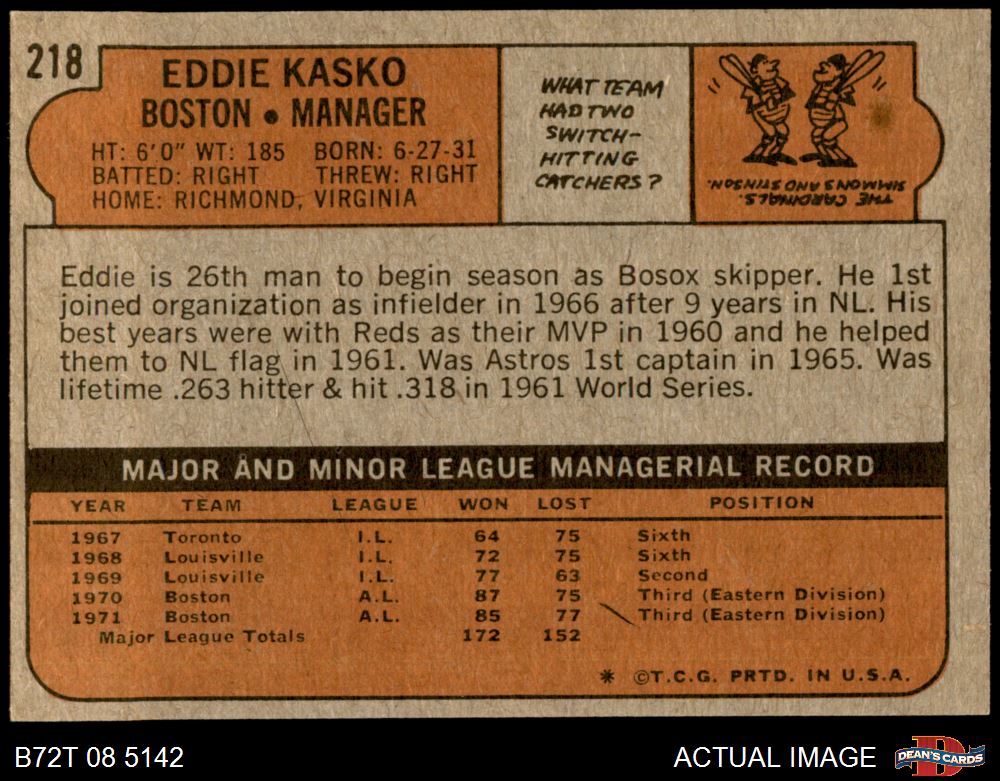 218
EDDIE KASKO
BOSTON • MANAGER
HT: 6'0" WT: 185 BORN: 6-27-31
BATTED: RIGHT THREW: RIGHT
HOME: RICHMOND, VIRGINIA
WHAT TEAM
HAD TWO
SWITCH-
HITTING
CATCHERS?
THE CARDINALS.
SIMMONS AND STINSON.
Eddie is 26th man to begin season as Bosox skipper. He 1st
joined organization as infielder in 1966 after 9 years in NL. His
best years were with Reds as their MVP in 1960 and he helped
them to NL flag in 1961. Was Astros 1st captain in 1965. Was
lifetime .263 hitter & hit .318 in 1961 World Series.
MAJOR AND MINOR LEAGUE MANAGERIAL RECORD
YEAR TEAM LEAGUE WON LOST POSITION
1967 Toronto I.L. 64 75 Sixth
1968 Louisville I.L. 72 75 Sixth
1969 Louisville I.L. 77 63 Second
1970 Boston A.L. 87 75 Third (Eastern Division)
1971 Boston A.L. 85 77 Third (Eastern Division)
Major League Totals 172 152
* ©T.C.G. PRTD. IN U.S.A.
B72T 08 5142 ACTUAL IMAGE DEAN'S CARDS